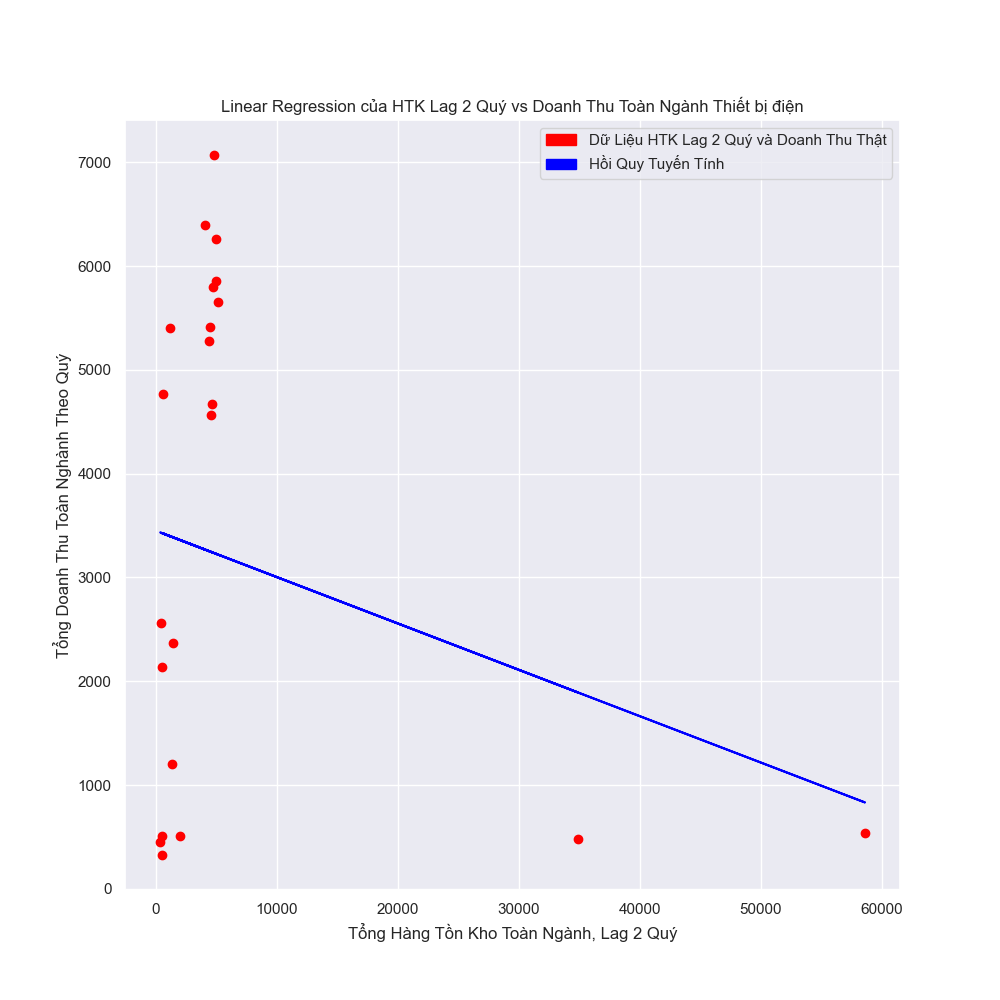 Linear Regression của HTK Lag 2 Quý vs Doanh Thu Toàn Ngành Thiết bị điện
Dữ Liệu HTK Lag 2 Quý và Doanh Thu Thật
Hồi Quy Tuyến Tính
Tổng Doanh Thu Toàn Nghành Theo Quý
7000
6000
5000
4000
3000
2000
1000
0
0 10000 20000 30000 40000 50000 60000
Tổng Hàng Tồn Kho Toàn Ngành, Lag 2 Quý